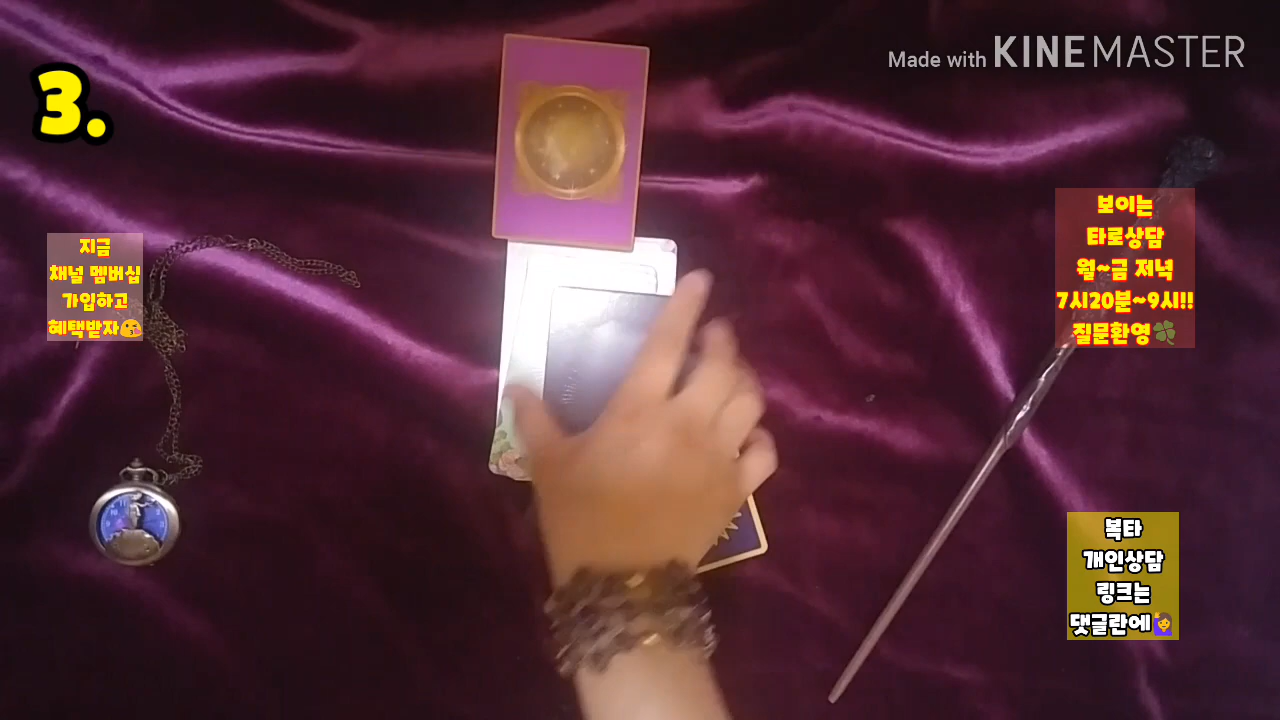 3.
Made with KINEMASTER
지금
채널 멤버십
가입하고
혜택받자😘
보이는
타로상담
월~금 저녁
7시20분~9시!!
질문환영🍀
복타
개인상담
링크는
댓글란에🙋‍♀️